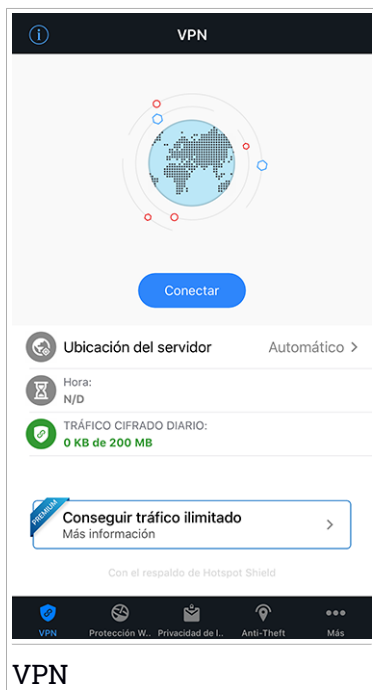 VPN
Conectar
Ubicación del servidor Automático >
Hora:
N/D
TRÁFICO CIFRADO DIARIO:
0 KB de 200 MB
PREMIUM
Conseguir tráfico ilimitado >
Más información
Con el respaldo de Hotspot Shield
VPN Protección W.. Privacidad de l.. Anti-Theft Más
VPN